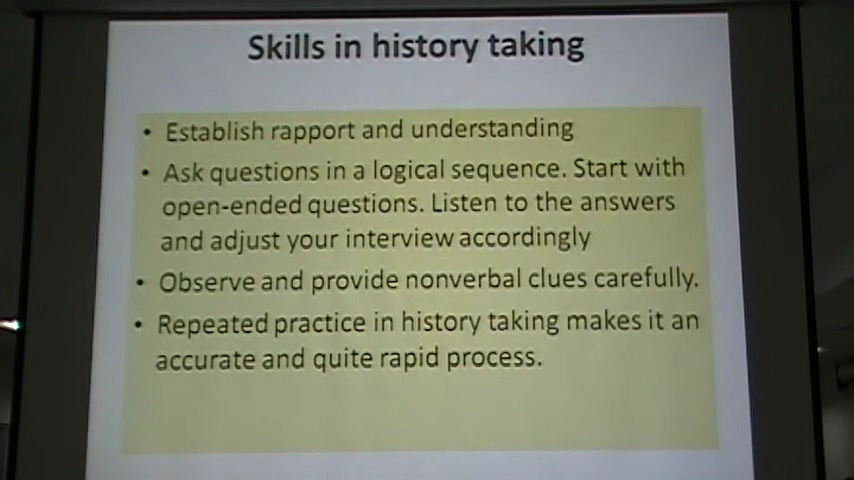 Skills in history taking
• Establish rapport and understanding
• Ask questions in a logical sequence. Start with
open-ended questions. Listen to the answers
and adjust your interview accordingly
• Observe and provide nonverbal clues carefully.
• Repeated practice in history taking makes it an
accurate and quite rapid process.